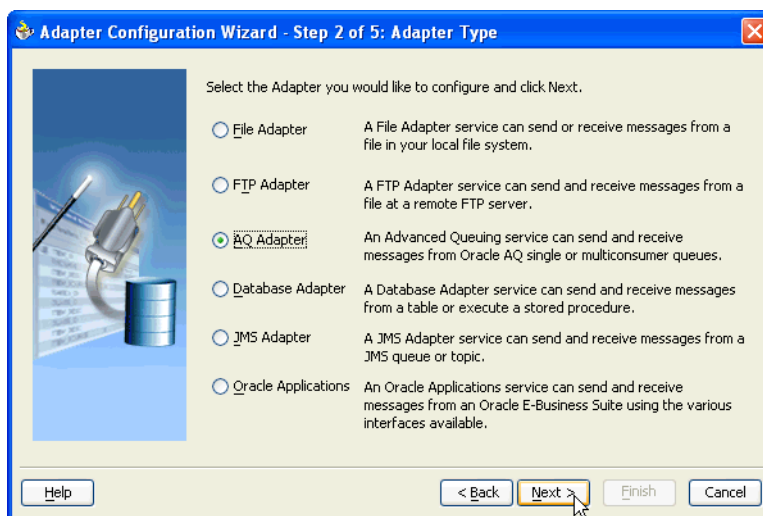 Adapter Configuration Wizard - Step 2 of 5: Adapter Type
Select the Adapter you would like to configure and click Next.
File Adapter
A File Adapter service can send or receive messages from a
file in your local file system.
FTP Adapter
A FTP Adapter service can send and receive messages from a
file at a remote FTP server.
AQ Adapter
An Advanced Queuing service can send and receive
messages from Oracle AQ single or multiconsumer queues.
Database Adapter
A Database Adapter service can send and receive messages
from a table or execute a stored procedure.
JMS Adapter
A JMS Adapter service can send and receive messages from a
JMS queue or topic.
Oracle Applications
An Oracle Applications service can send and receive
messages from an Oracle E-Business Suite using the various
interfaces available.
Help
< Back
Next >
Finish
Cancel